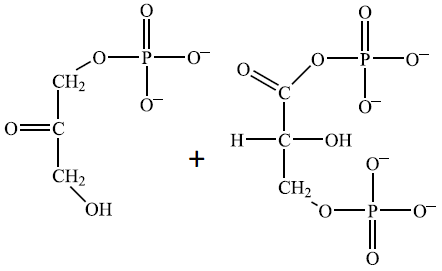 O O
O P O⁻ O O P O⁻
CH₂ O⁻ C O⁻
O C H C OH
CH₂ + CH₂ O⁻
OH O P O⁻
O